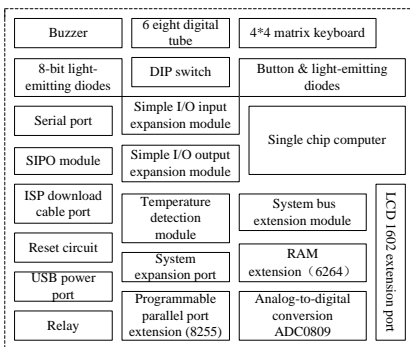 Buzzer
6 eight digital
tube
4*4 matrix keyboard
8-bit light-
emitting diodes
DIP switch
Button & light-emitting
diodes
Serial port
Simple I/O input
expansion module
Single chip computer
SIPO module
Simple I/O output
expansion module
ISP download
cable port
Temperature
detection
module
System bus
extension module
LCD 1602 extension port
Reset circuit
System
expansion port
RAM
extension（6264）
USB power
port
Relay
Programmable
parallel port
extension (8255)
Analog-to-digital
conversion
ADC0809